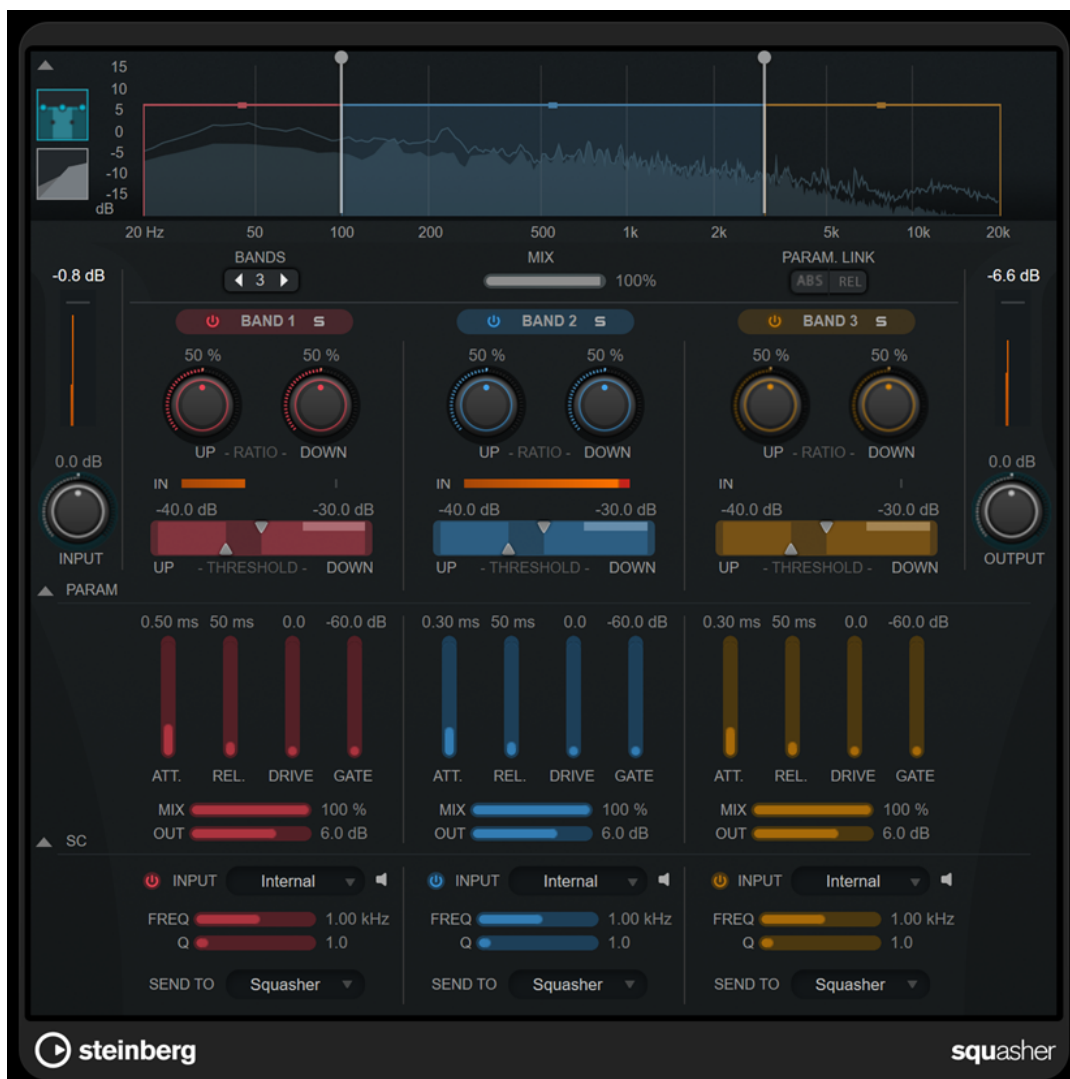 15
10
5
0
-5
-10
-15
dB
20 Hz 50 100 200 500 1k 2k 5k 10k 20k
BANDS MIX PARAM. LINK
-0.8 dB 3 100% ABS REL -6.6 dB
BAND 1 S BAND 2 S BAND 3 S
50 % 50 % 50 % 50 % 50 % 50 %
UP - RATIO - DOWN UP - RATIO - DOWN UP - RATIO - DOWN
0.0 dB 0.0 dB
IN IN IN
-40.0 dB -30.0 dB -40.0 dB -30.0 dB -40.0 dB -30.0 dB
INPUT OUTPUT
UP - THRESHOLD - DOWN UP - THRESHOLD - DOWN UP - THRESHOLD - DOWN
PARAM
0.50 ms 50 ms 0.0 -60.0 dB 0.30 ms 50 ms 0.0 -60.0 dB 0.30 ms 50 ms 0.0 -60.0 dB
ATT. REL. DRIVE GATE ATT. REL. DRIVE GATE ATT. REL. DRIVE GATE
MIX 100 % MIX 100 % MIX 100 %
OUT 6.0 dB OUT 6.0 dB OUT 6.0 dB
SC
INPUT Internal INPUT Internal INPUT Internal
FREQ 1.00 kHz FREQ 1.00 kHz FREQ 1.00 kHz
Q 1.0 Q 1.0 Q 1.0
SEND TO Squasher SEND TO Squasher SEND TO Squasher
steinberg squasher